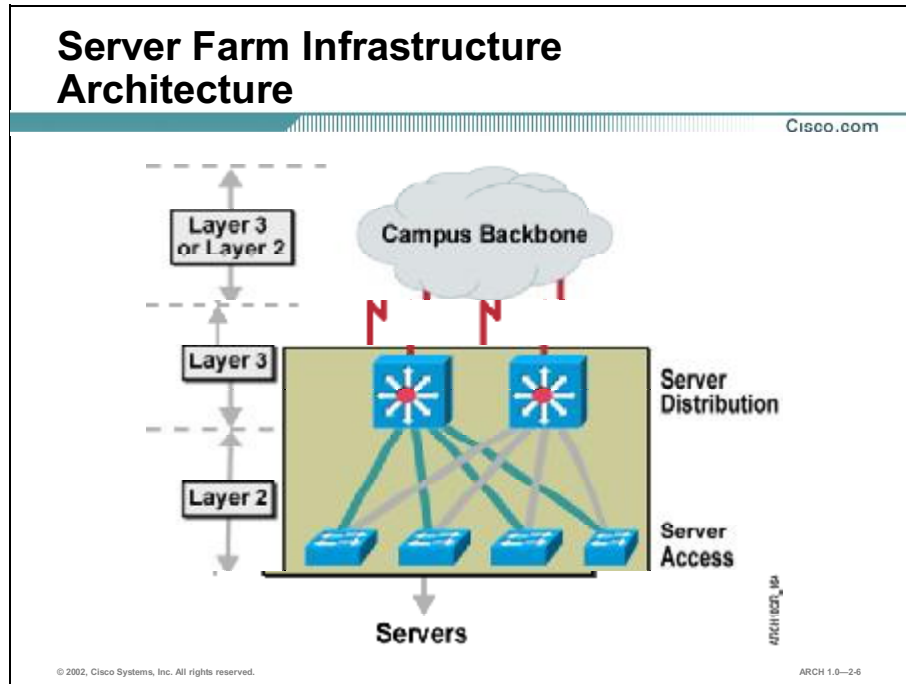 Server Farm Infrastructure
Architecture
Cisco.com
Layer 3
or Layer 2
Campus Backbone
Layer 3
Server
Distribution
Layer 2
Server
Access
Servers
© 2002, Cisco Systems, Inc. All rights reserved.
ARCH 1.0—2-6